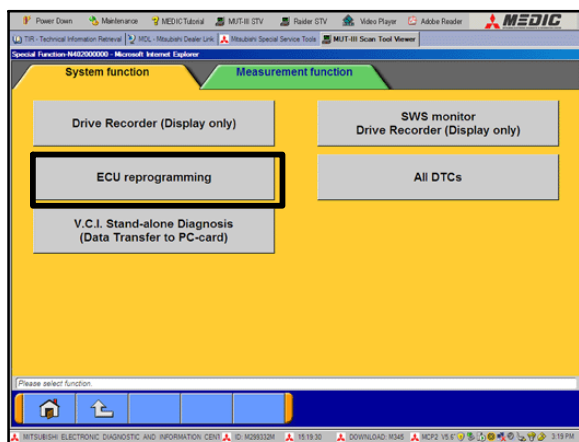 Power Down
Maintenance
MEDIC Tutorial
MUT-III STV
Raider STV
Video Player
Adobe Reader
MEDIC
TIR - Technical Information Retrieval
MDL - Mitsubishi Dealer Link
Mitsubishi Special Service Tools
MUT-III Scan Tool Viewer
Special Function-N402000000 - Microsoft Internet Explorer
System function
Measurement function
Drive Recorder (Display only)
SWS monitor
Drive Recorder (Display only)
ECU reprogramming
All DTCs
V.C.I. Stand-alone Diagnosis
(Data Transfer to PC-card)
Please select function.
MITSUBISHI ELECTRONIC DIAGNOSTIC AND INFORMATION CENT
ID: M299332M
15:19:30
DOWNLOAD: M345
3:19 PM